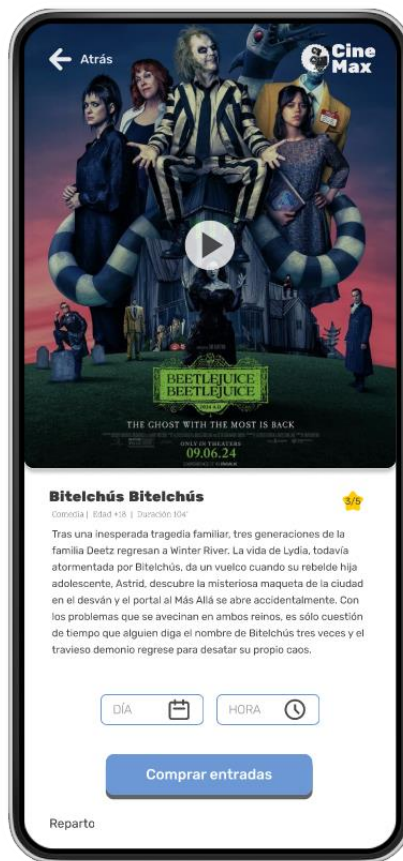 Atrás
Cine
Max
BEETLEJUICE
BEETLEJUICE
THE GHOST WITH THE MOST IS BACK
ONLY IN THEATERS
09.06.24
Bitelchús Bitelchús
3/5
Comedia | Edad +18 | Duración 104'
Tras una inesperada tragedia familiar, tres generaciones de la
familia Deetz regresan a Winter River. La vida de Lydia, todavía
atormentada por Bitelchús, da un vuelco cuando su rebelde hija
adolescente, Astrid, descubre la misteriosa maqueta de la ciudad
en el desván y el portal al Más Allá se abre accidentalmente. Con
los problemas que se avecinan en ambos reinos, es sólo cuestión
de tiempo que alguien diga el nombre de Bitelchús tres veces y el
travieso demonio regrese para desatar su propio caos.
DÍA
HORA
Comprar entradas
Reparto